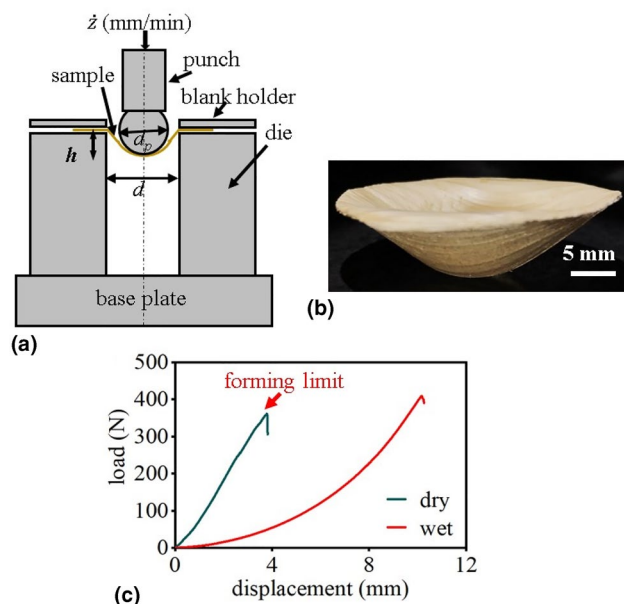 ż (mm/min)
sample
punch
blank holder
d_p
die
h
d
base plate
(a)
5 mm
(b)
500
400
300
200
100
0
load (N)
forming limit
dry
wet
0
4
8
12
displacement (mm)
(c)